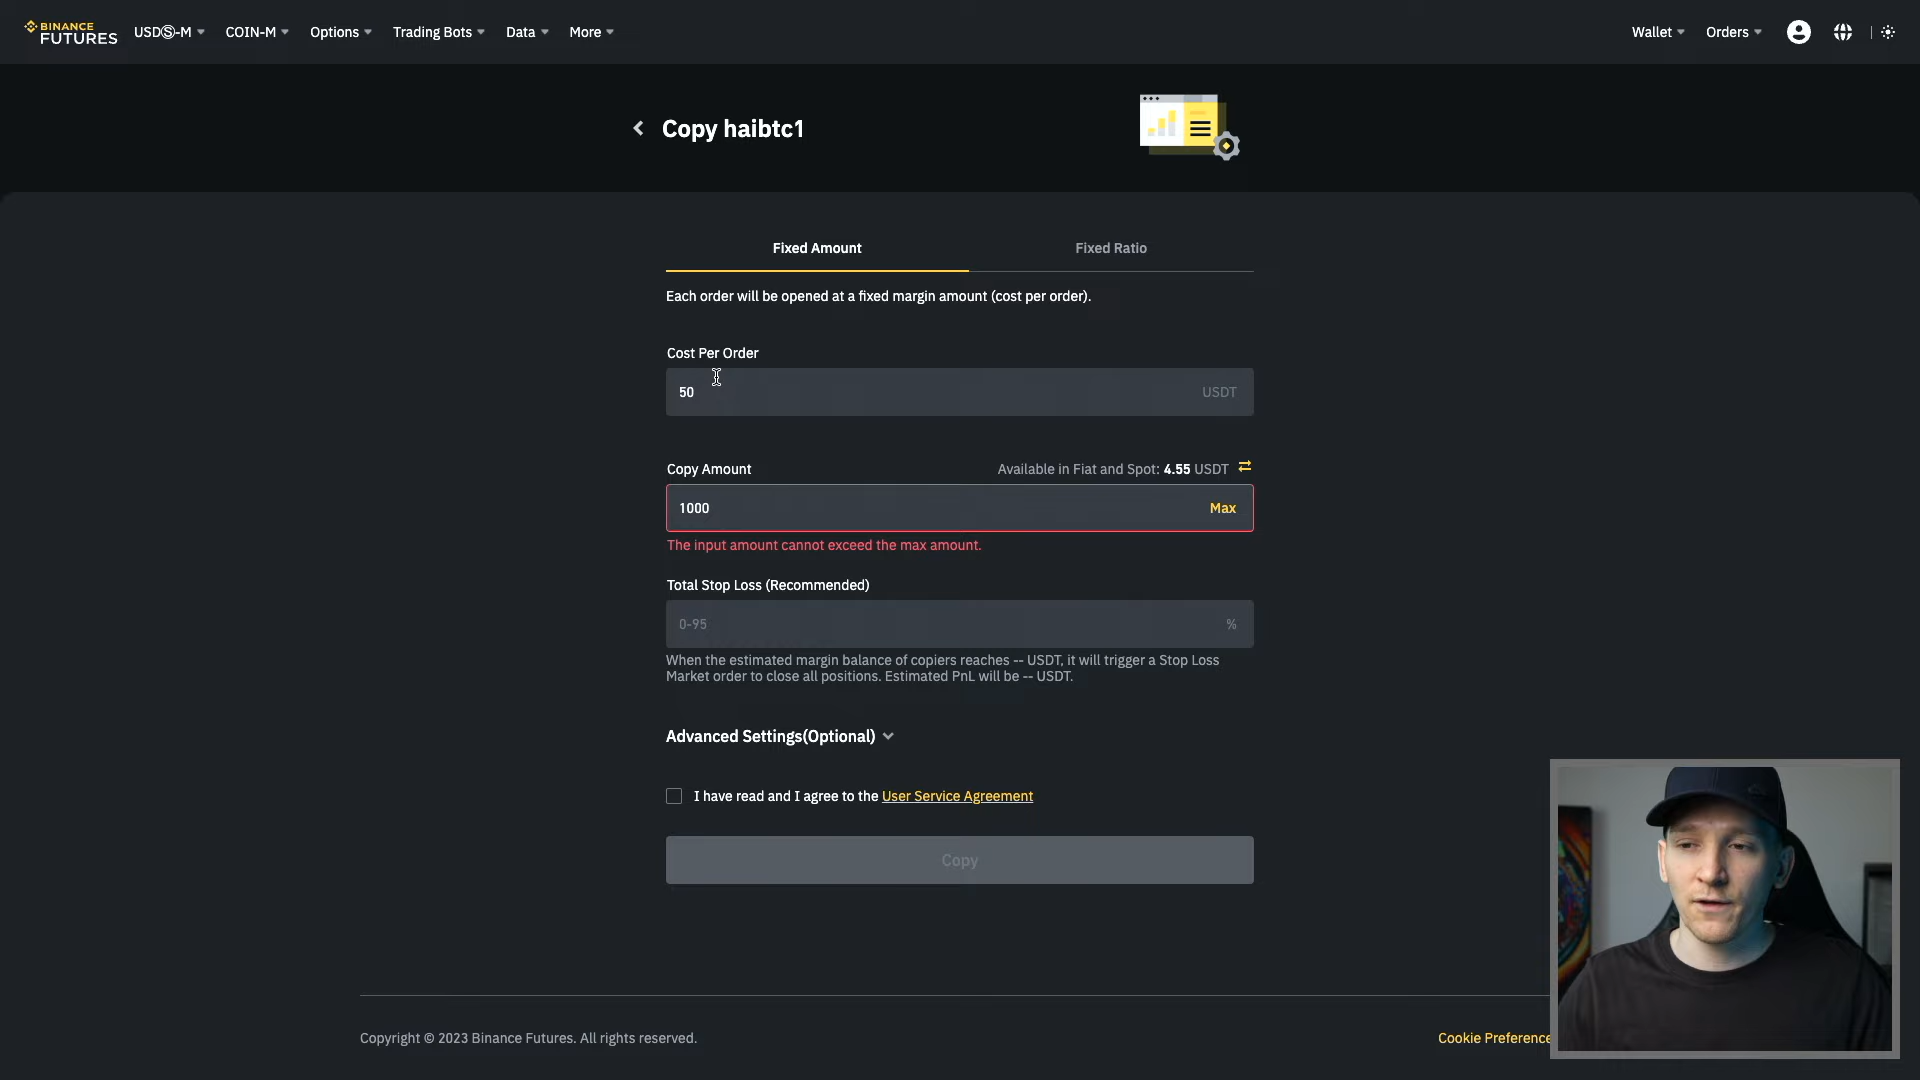 BINANCE
FUTURES
USDⓈ-M
COIN-M
Options
Trading Bots
Data
More
Wallet
Orders
Copy haibtc1
Fixed Amount
Fixed Ratio
Each order will be opened at a fixed margin amount (cost per order).
Cost Per Order
50
USDT
Copy Amount
Available in Fiat and Spot: 4.55 USDT
1000
Max
The input amount cannot exceed the max amount.
Total Stop Loss (Recommended)
0-95
%
When the estimated margin balance of copiers reaches -- USDT, it will trigger a Stop Loss
Market order to close all positions. Estimated PnL will be -- USDT.
Advanced Settings(Optional)
I have read and I agree to the User Service Agreement
Copy
Copyright © 2023 Binance Futures. All rights reserved.
Cookie Preference